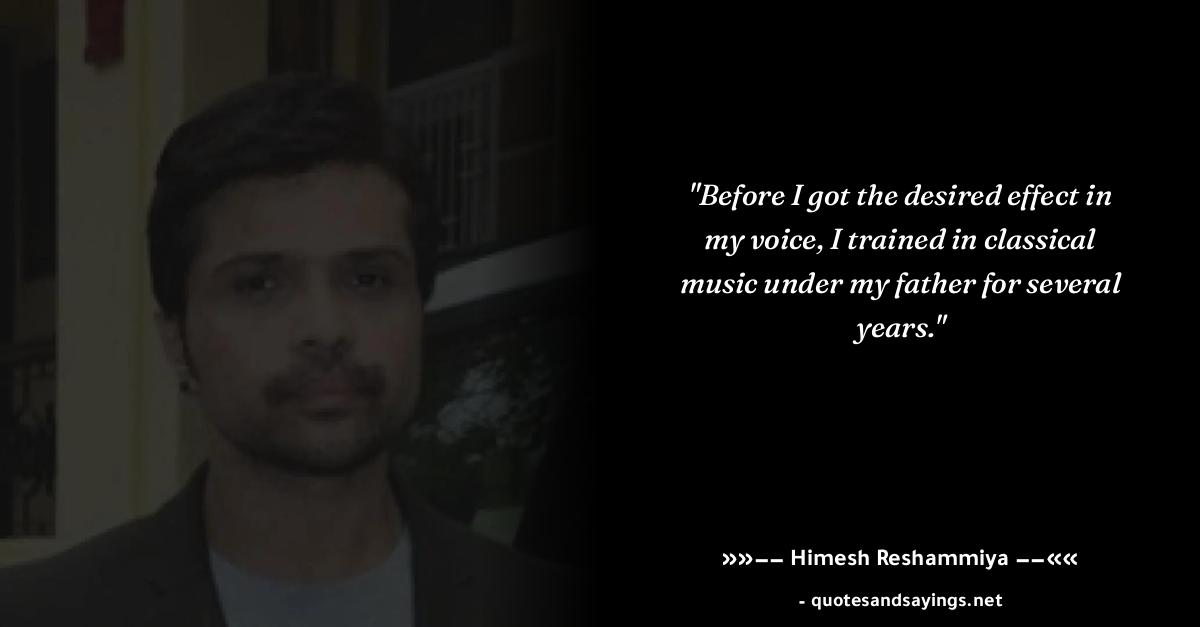 "Before I got the desired effect in
my voice, I trained in classical
music under my father for several
years."
»»–– Himesh Reshammiya ––««
- quotesandsayings.net